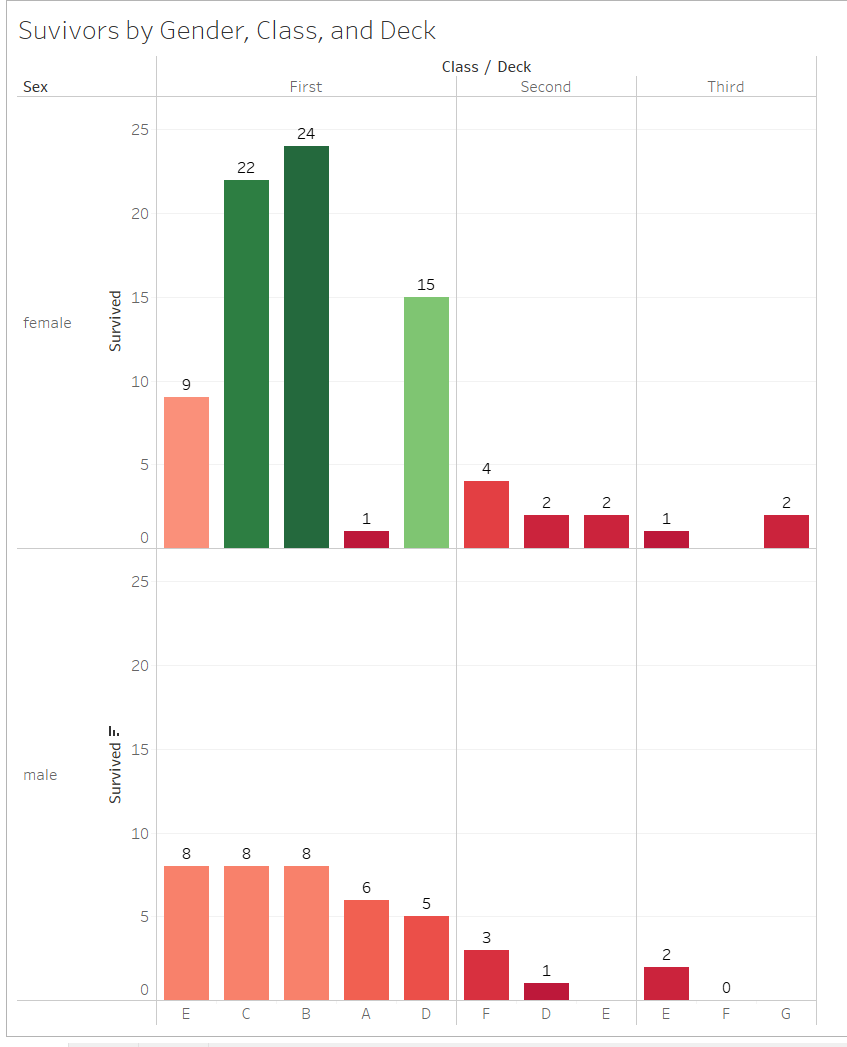 Suvivors by Gender, Class, and Deck
Class / Deck
Sex First Second Third
25
24
22
20
15
15
female
Survived
10
9
5
4
2 2 2
1 1
0
25
20
15
male
Survived
10
8 8 8
6
5 5
3
2
1
0 0
E C B A D F D E E F G